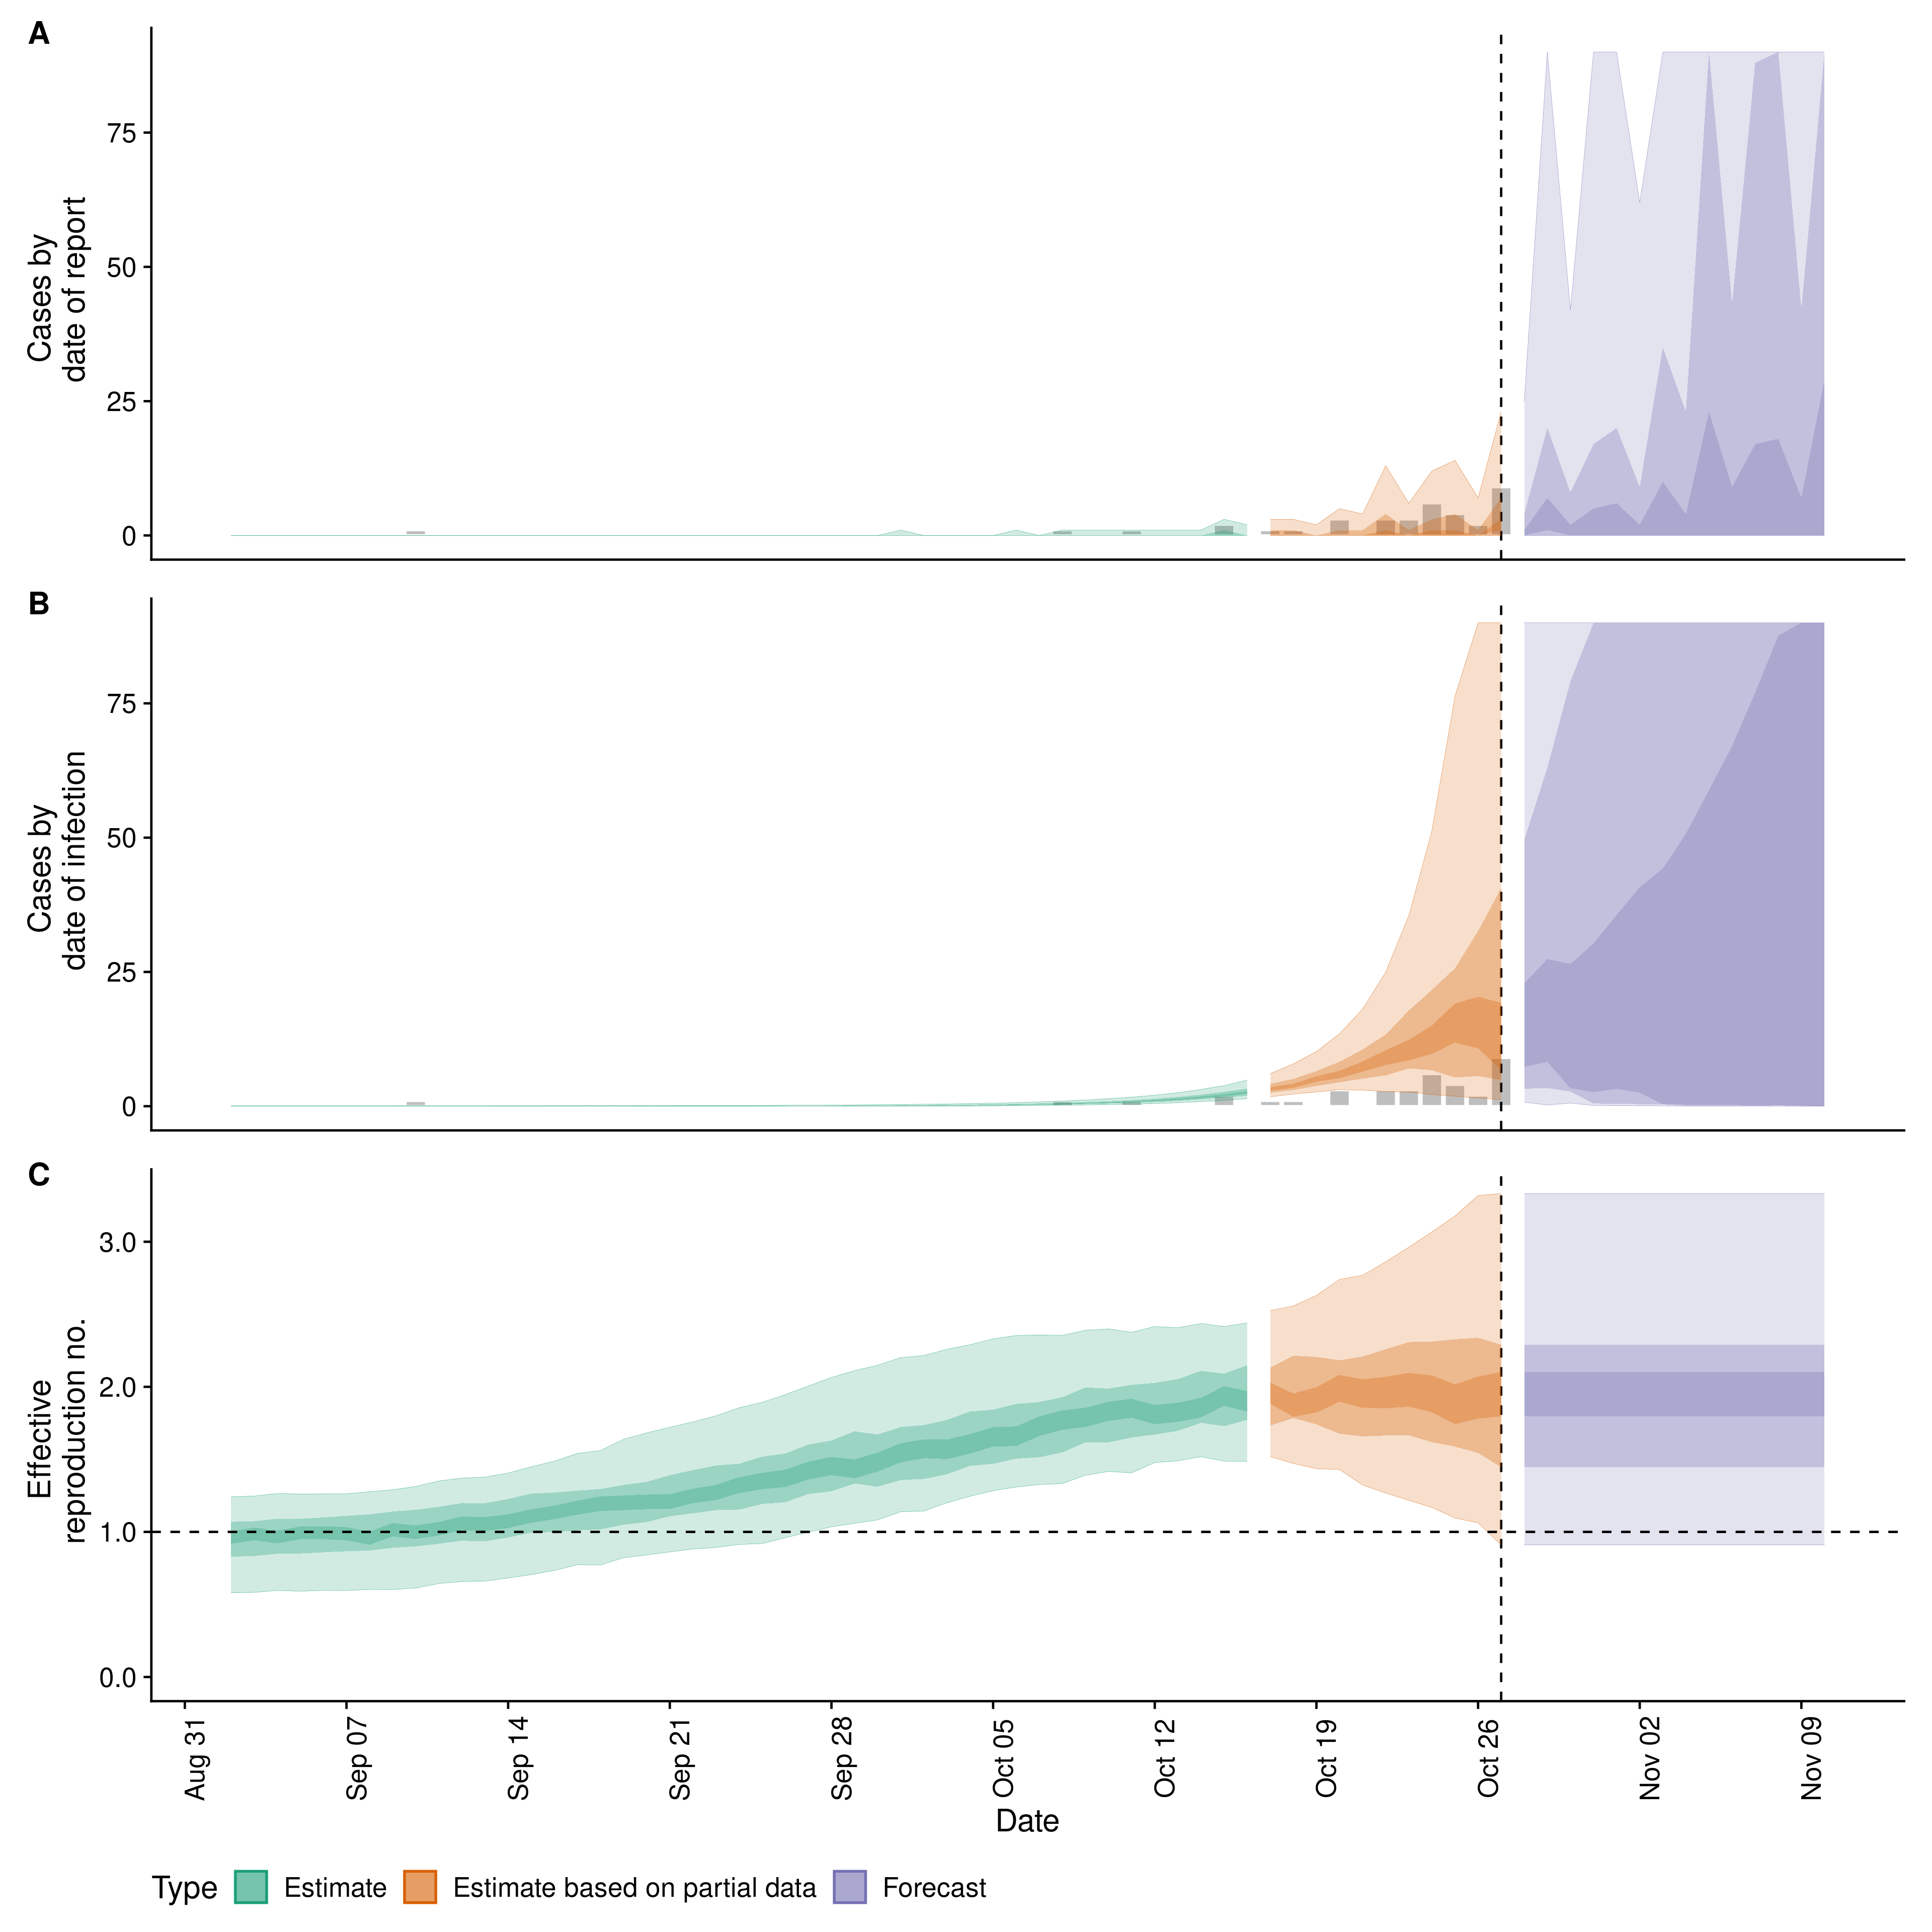 A
Cases by
date of report
75
50
25
0
B
Cases by
date of infection
75
50
25
0
C
Effective
reproduction no.
3.0
2.0
1.0
0.0
Aug 31
Sep 07
Sep 14
Sep 21
Sep 28
Oct 05
Oct 12
Oct 19
Oct 26
Nov 02
Nov 09
Date
Type Estimate Estimate based on partial data Forecast